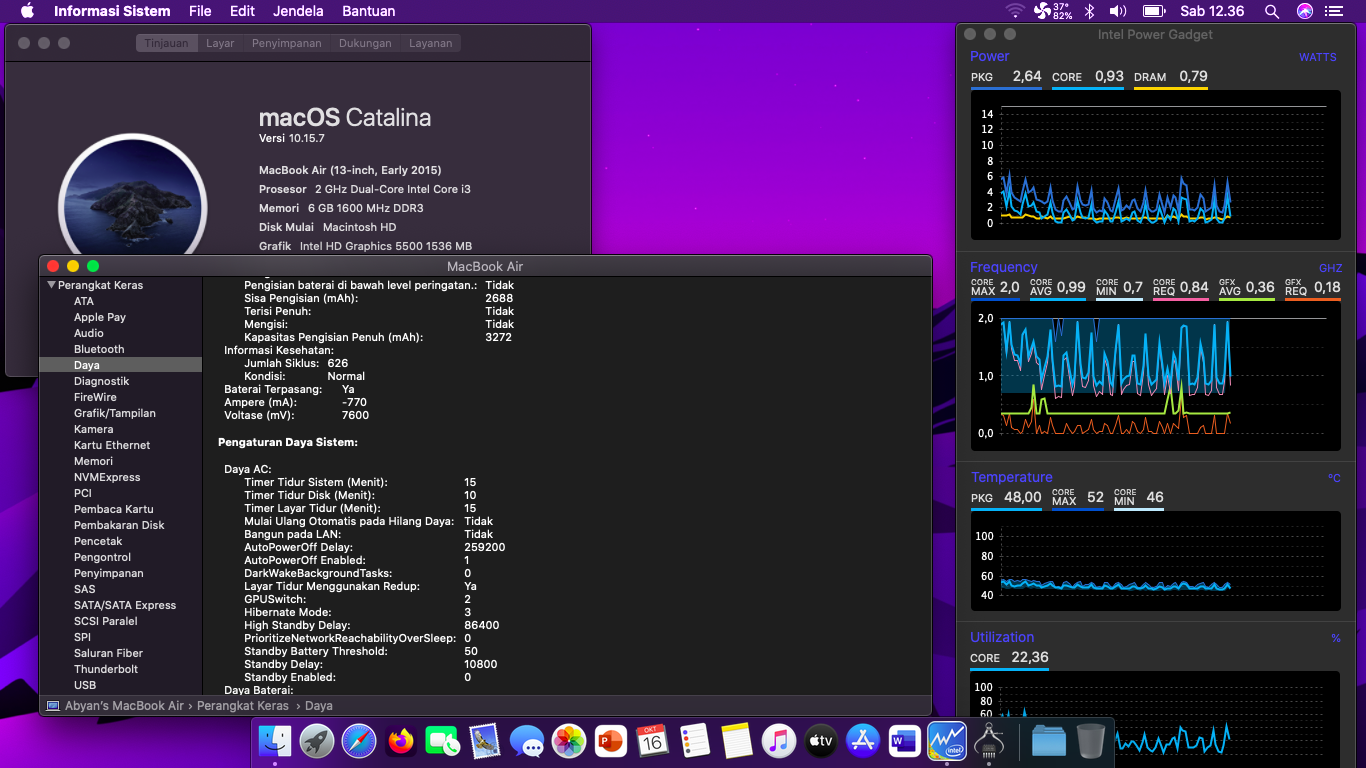 Informasi Sistem File Edit Jendela Bantuan 37° 82% Sab 12.36
Tinjauan Layar Penyimpanan Dukungan Layanan
macOS Catalina
Versi 10.15.7
MacBook Air (13-inch, Early 2015)
Prosesor 2 GHz Dual-Core Intel Core i3
Memori 6 GB 1600 MHz DDR3
Disk Mulai Macintosh HD
Grafik Intel HD Graphics 5500 1536 MB
MacBook Air
Perangkat Keras
ATA
Apple Pay
Audio
Bluetooth
Daya
Diagnostik
FireWire
Grafik/Tampilan
Kamera
Kartu Ethernet
Memori
NVMExpress
PCI
Pembaca Kartu
Pembakaran Disk
Pencetak
Pengontrol
Penyimpanan
SAS
SATA/SATA Express
SCSI Paralel
SPI
Saluran Fiber
Thunderbolt
USB
Pengisian baterai di bawah level peringatan.: Tidak
Sisa Pengisian (mAh): 2688
Terisi Penuh: Tidak
Mengisi: Tidak
Kapasitas Pengisian Penuh (mAh): 3272
Informasi Kesehatan:
Jumlah Siklus: 626
Kondisi: Normal
Baterai Terpasang: Ya
Ampere (mA): -770
Voltase (mV): 7600
Pengaturan Daya Sistem:
Daya AC:
Timer Tidur Sistem (Menit): 15
Timer Tidur Disk (Menit): 10
Timer Layar Tidur (Menit): 15
Mulai Ulang Otomatis pada Hilang Daya: Tidak
Bangun pada LAN: Tidak
AutoPowerOff Delay: 259200
AutoPowerOff Enabled: 1
DarkWakeBackgroundTasks: 0
Layar Tidur Menggunakan Redup: Ya
GPUSwitch: 2
Hibernate Mode: 3
High Standby Delay: 86400
PrioritizeNetworkReachabilityOverSleep: 0
Standby Battery Threshold: 50
Standby Delay: 10800
Standby Enabled: 0
Daya Baterai:
Abyan's MacBook Air › Perangkat Keras › Daya
Intel Power Gadget
Power WATTS
PKG 2,64 CORE 0,93 DRAM 0,79
14
12
10
8
6
4
2
0
Frequency GHZ
CORE MAX 2,0 CORE AVG 0,99 CORE MIN 0,7 CORE REQ 0,84 GFX AVG 0,36 GFX REQ 0,18
2,0
1,0
0,0
Temperature °C
PKG 48,00 CORE MAX 52 CORE MIN 46
100
80
60
40
Utilization %
CORE 22,36
100
80
60
OKT
16
tv
P
W
intel